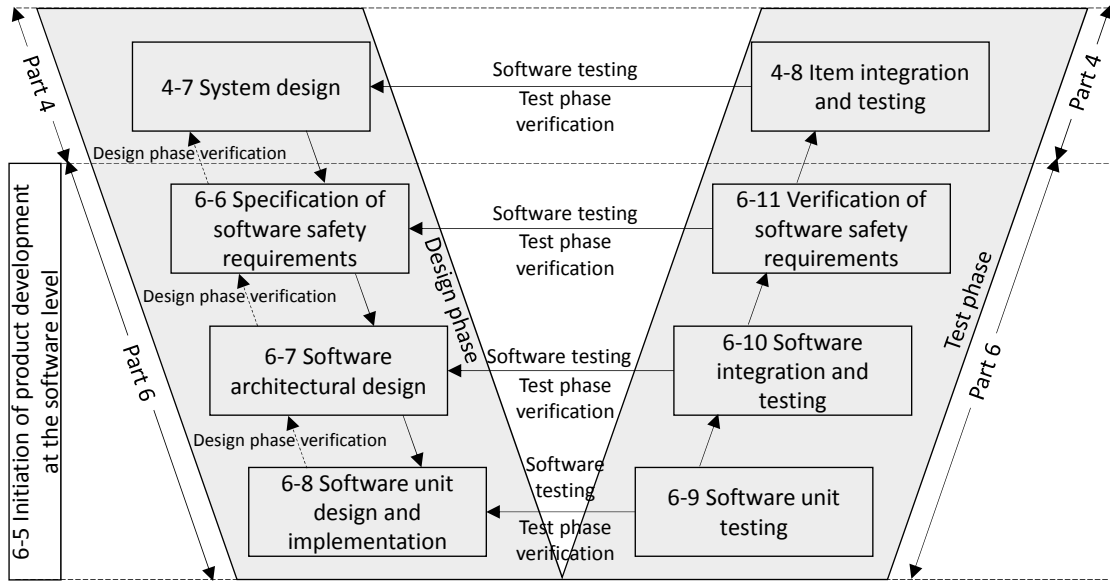 Part 4
4-7 System design
Software testing
Test phase
verification
4-8 Item integration
and testing
Part 4
Design phase verification
6-5 Initiation of product development
at the software level
Part 6
6-6 Specification of
software safety
requirements
Design phase
Software testing
Test phase
verification
6-11 Verification of
software safety
requirements
Test phase
Part 6
Design phase verification
6-7 Software
architectural design
Software testing
Test phase
verification
6-10 Software
integration and
testing
Design phase verification
6-8 Software unit
design and
implementation
Software
testing
Test phase
verification
6-9 Software unit
testing